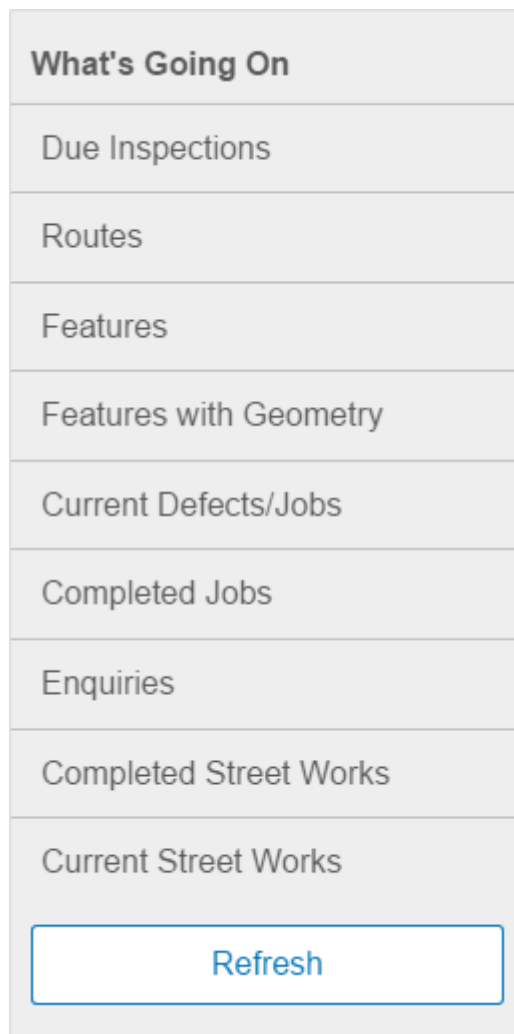 What's Going On
Due Inspections
Routes
Features
Features with Geometry
Current Defects/Jobs
Completed Jobs
Enquiries
Completed Street Works
Current Street Works
Refresh